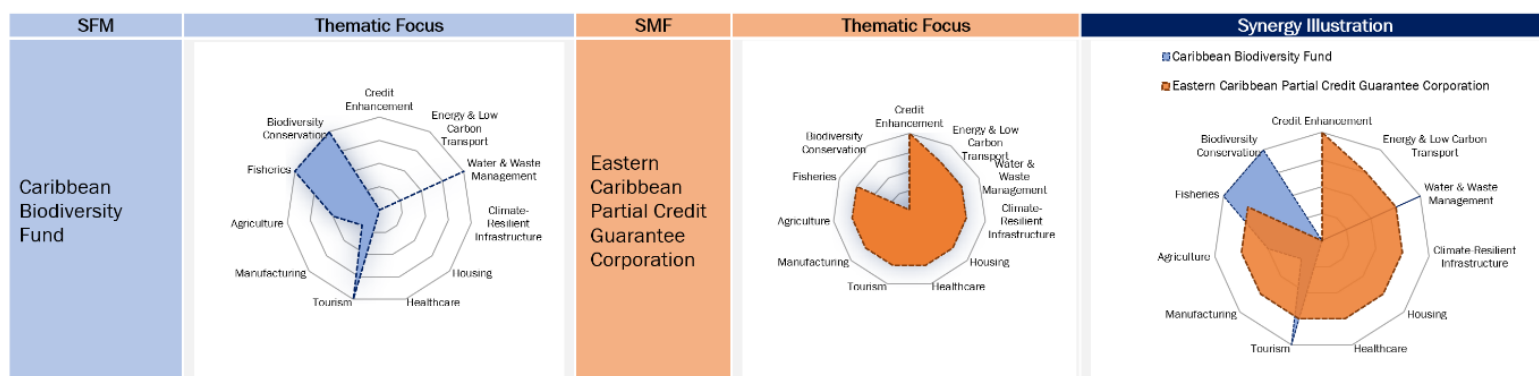 SFM
Thematic Focus
SMF
Thematic Focus
Synergy Illustration
Caribbean
Biodiversity
Fund
Credit
Enhancement
Energy & Low
Carbon
Transport
Water & Waste
Management
Climate-
Resilient
Infrastructure
Housing
Healthcare
Tourism
Manufacturing
Agriculture
Fisheries
Biodiversity
Conservation
Eastern
Caribbean
Partial Credit
Guarantee
Corporation
Credit
Enhancement
Energy & Low
Carbon
Transport
Water &
Waste
Management
Climate-
Resilient
Infrastructure
Housing
Healthcare
Tourism
Manufacturing
Agriculture
Fisheries
Biodiversity
Conservation
Caribbean Biodiversity Fund
Eastern Caribbean Partial Credit Guarantee Corporation
Credit Enhancement
Energy & Low Carbon
Transport
Water & Waste
Management
Climate-Resilient
Infrastructure
Housing
Healthcare
Tourism
Manufacturing
Agriculture
Fisheries
Biodiversity
Conservation